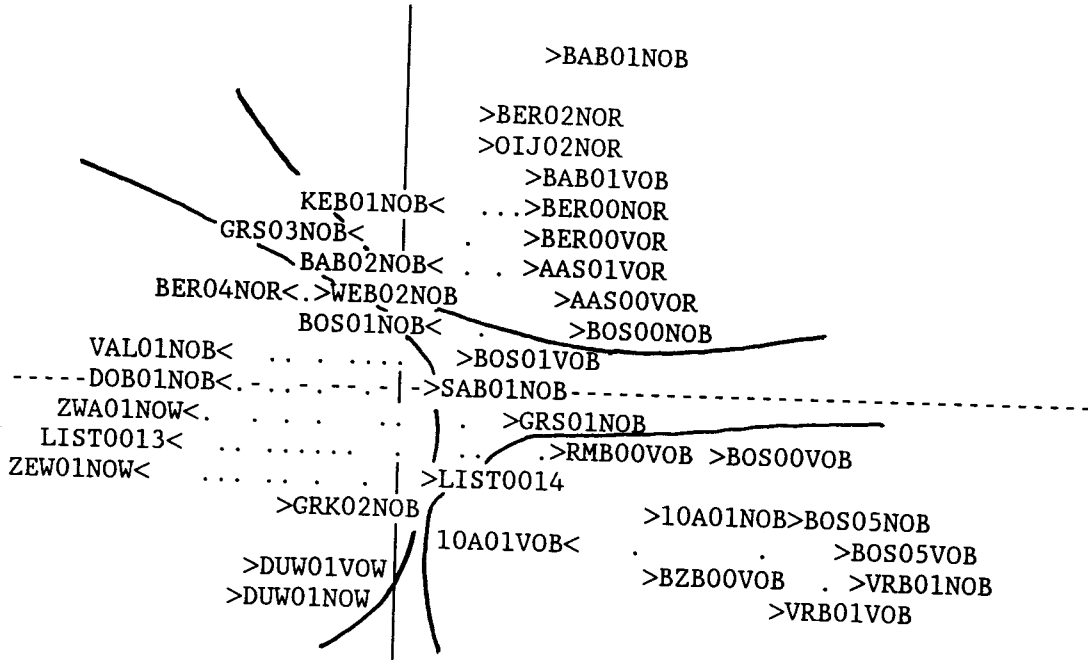 >BAB01NOB
>BER02NOR
>OIJ02NOR
>BAB01VOB
KEB01NOB< ...>BER00NOR
GRS03NOB< . >BER00VOR
BAB02NOB< . . >AAS01VOR
BER04NOR<.>WEB02NOB >AAS00VOR
BOS01NOB< . >BOS00NOB
VAL01NOB< .. . .... >BOS01VOB
-----DOB01NOB<.-..-.--.-|->SAB01NOB--------------------------------
ZWA01NOW<. . . . .. . >GRS01NOB
LIST0013< .. ...... . .. .>RMB00VOB >BOS00VOB
ZEW01NOW< ... . . . | >LIST0014
>GRK02NOB >10A01NOB>BOS05NOB
10A01VOB< . . >BOS05VOB
>DUW01VOW >BZB00VOB . >VRB01NOB
>DUW01NOW >VRB01VOB